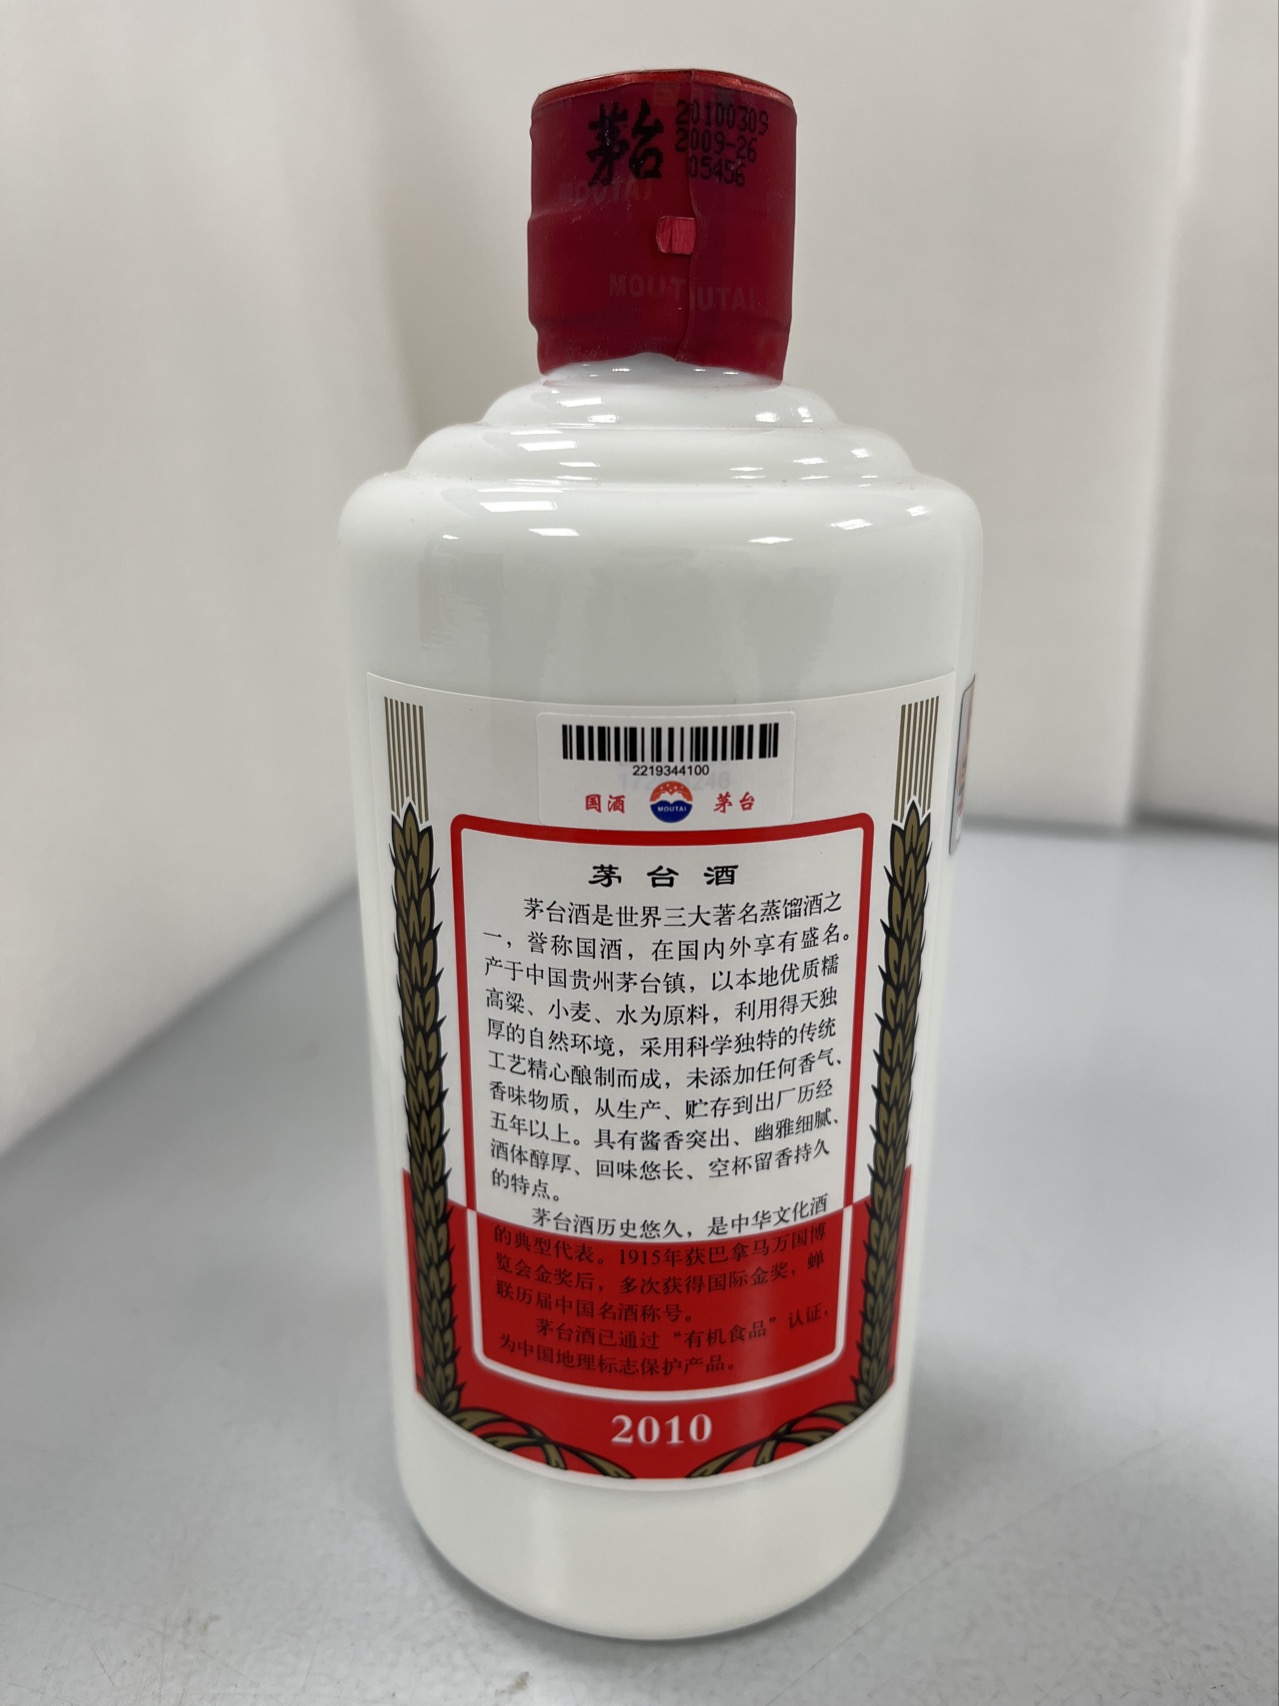 茅台
20100309
2009-26
05456
MOUTAI
MOUT UTAI
2219344100
国酒 MOUTAI 茅台
茅台酒
茅台酒是世界三大著名蒸馏酒之
一，誉称国酒，在国内外享有盛名。
产于中国贵州茅台镇，以本地优质糯
高粱、小麦、水为原料，利用得天独
厚的自然环境，采用科学独特的传统
工艺精心酿制而成，未添加任何香气、
香味物质，从生产、贮存到出厂历经
五年以上。具有酱香突出、幽雅细腻、
酒体醇厚、回味悠长、空杯留香持久
的特点。
茅台酒历史悠久，是中华文化酒
的典型代表。1915年获巴拿马万国博
览会金奖后，多次获得国际金奖，蝉
联历届中国名酒称号。
茅台酒已通过“有机食品”认证，
为中国地理标志保护产品。
2010